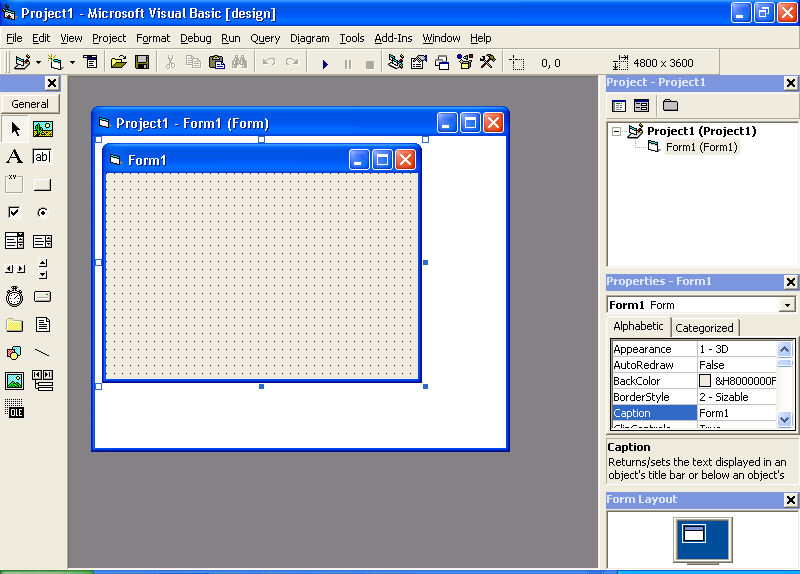 Project1 - Microsoft Visual Basic [design]
File Edit View Project Format Debug Run Query Diagram Tools Add-Ins Window Help
0, 0 4800 x 3600
General
A ab|
xy
OLE
Project1 - Form1 (Form)
Form1
Project - Project1
Project1 (Project1)
Form1 (Form1)
Properties - Form1
Form1 Form
Alphabetic Categorized
Appearance 1 - 3D
AutoRedraw False
BackColor &H8000000F
BorderStyle 2 - Sizable
Caption Form1
ClipControls True
Caption
Returns/sets the text displayed in an
object's title bar or below an object's
Form Layout